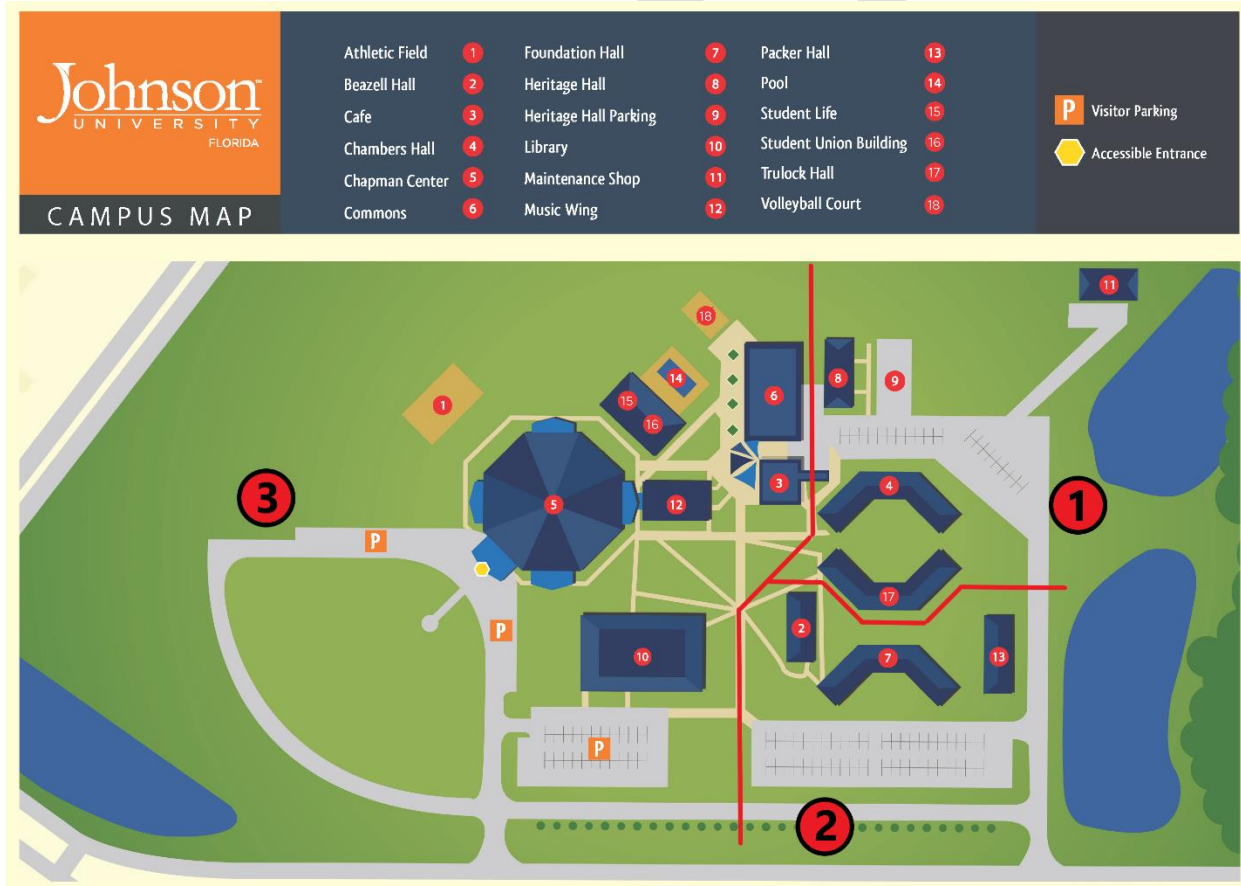 Johnson™
UNIVERSITY
FLORIDA
CAMPUS MAP
Athletic Field 1
Beazell Hall 2
Cafe 3
Chambers Hall 4
Chapman Center 5
Commons 6
Foundation Hall 7
Heritage Hall 8
Heritage Hall Parking 9
Library 10
Maintenance Shop 11
Music Wing 12
Packer Hall 13
Pool 14
Student Life 15
Student Union Building 16
Trulock Hall 17
Volleyball Court 18
P Visitor Parking
Accessible Entrance
11
18
14
8
9
15
6
1
16
3
4
3
5
12
1
P
17
2
P
10
7
13
P
2